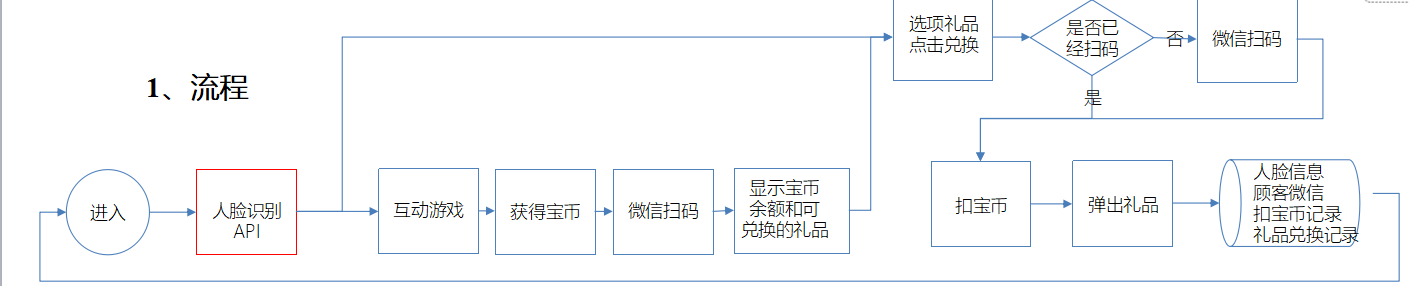 选项礼品
点击兑换
是否已
经扫码
否
微信扫码
1、流程
是
进入
人脸识别
API
互动游戏
获得宝币
微信扫码
显示宝币
余额和可
兑换的礼品
扣宝币
弹出礼品
人脸信息
顾客微信
扣宝币记录
礼品兑换记录